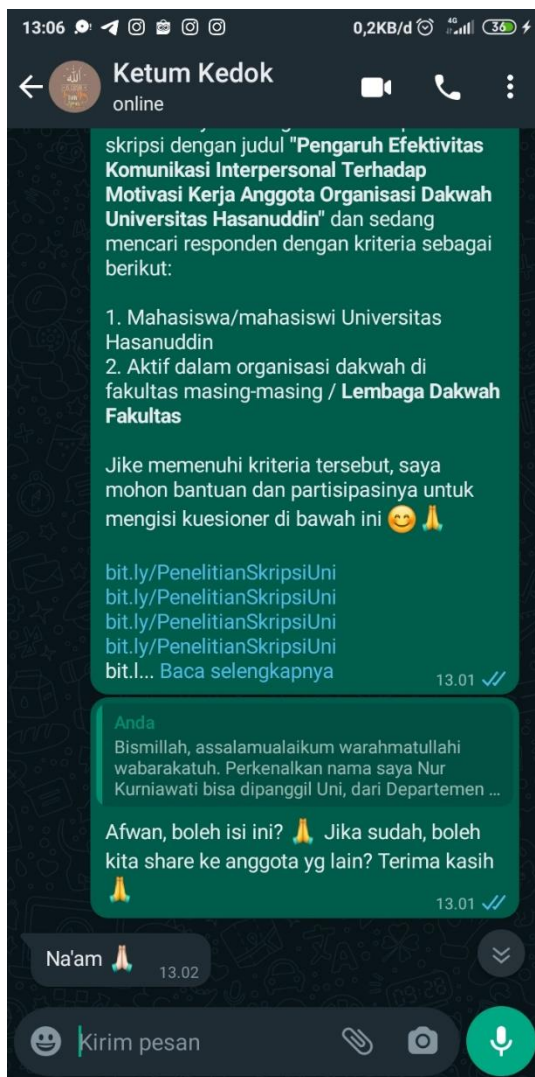 13:06
0,2KB/d
4G
36
Ketum Kedok
online
skripsi dengan judul "Pengaruh Efektivitas
Komunikasi Interpersonal Terhadap
Motivasi Kerja Anggota Organisasi Dakwah
Universitas Hasanuddin" dan sedang
mencari responden dengan kriteria sebagai
berikut:
1. Mahasiswa/mahasiswi Universitas
Hasanuddin
2. Aktif dalam organisasi dakwah di
fakultas masing-masing / Lembaga Dakwah
Fakultas
Jike memenuhi kriteria tersebut, saya
mohon bantuan dan partisipasinya untuk
mengisi kuesioner di bawah ini 😊🙏
bit.ly/PenelitianSkripsiUni
bit.ly/PenelitianSkripsiUni
bit.ly/PenelitianSkripsiUni
bit.ly/PenelitianSkripsiUni
bit.l... Baca selengkapnya
13.01
Anda
Bismillah, assalamualaikum warahmatullahi
wabarakatuh. Perkenalkan nama saya Nur
Kurniawati bisa dipanggil Uni, dari Departemen ...
Afwan, boleh isi ini? 🙏 Jika sudah, boleh
kita share ke anggota yg lain? Terima kasih
🙏
13.01
Na'am 🙏🏻
13.02
Kirim pesan